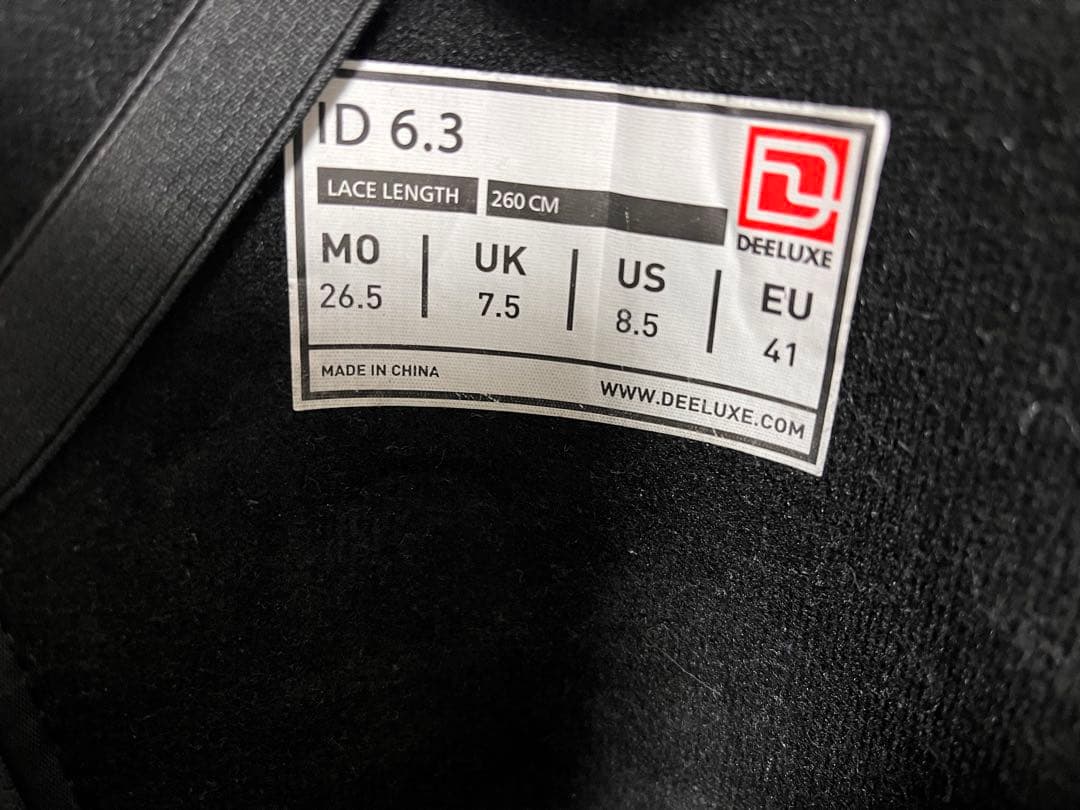 ID 6.3
LACE LENGTH 260 CM
DEELUXE
MO UK US EU
26.5 7.5 8.5 41
MADE IN CHINA
WWW.DEELUXE.COM